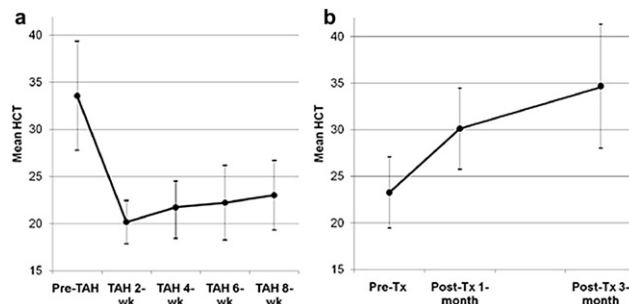 a
40
35
30
25
20
15
Mean HCT
Pre-TAH
TAH 2-
wk
TAH 4-
wk
TAH 6-
wk
TAH 8-
wk
b
40
35
30
25
20
15
Mean HCT
Pre-Tx
Post-Tx 1-
month
Post-Tx 3-
month